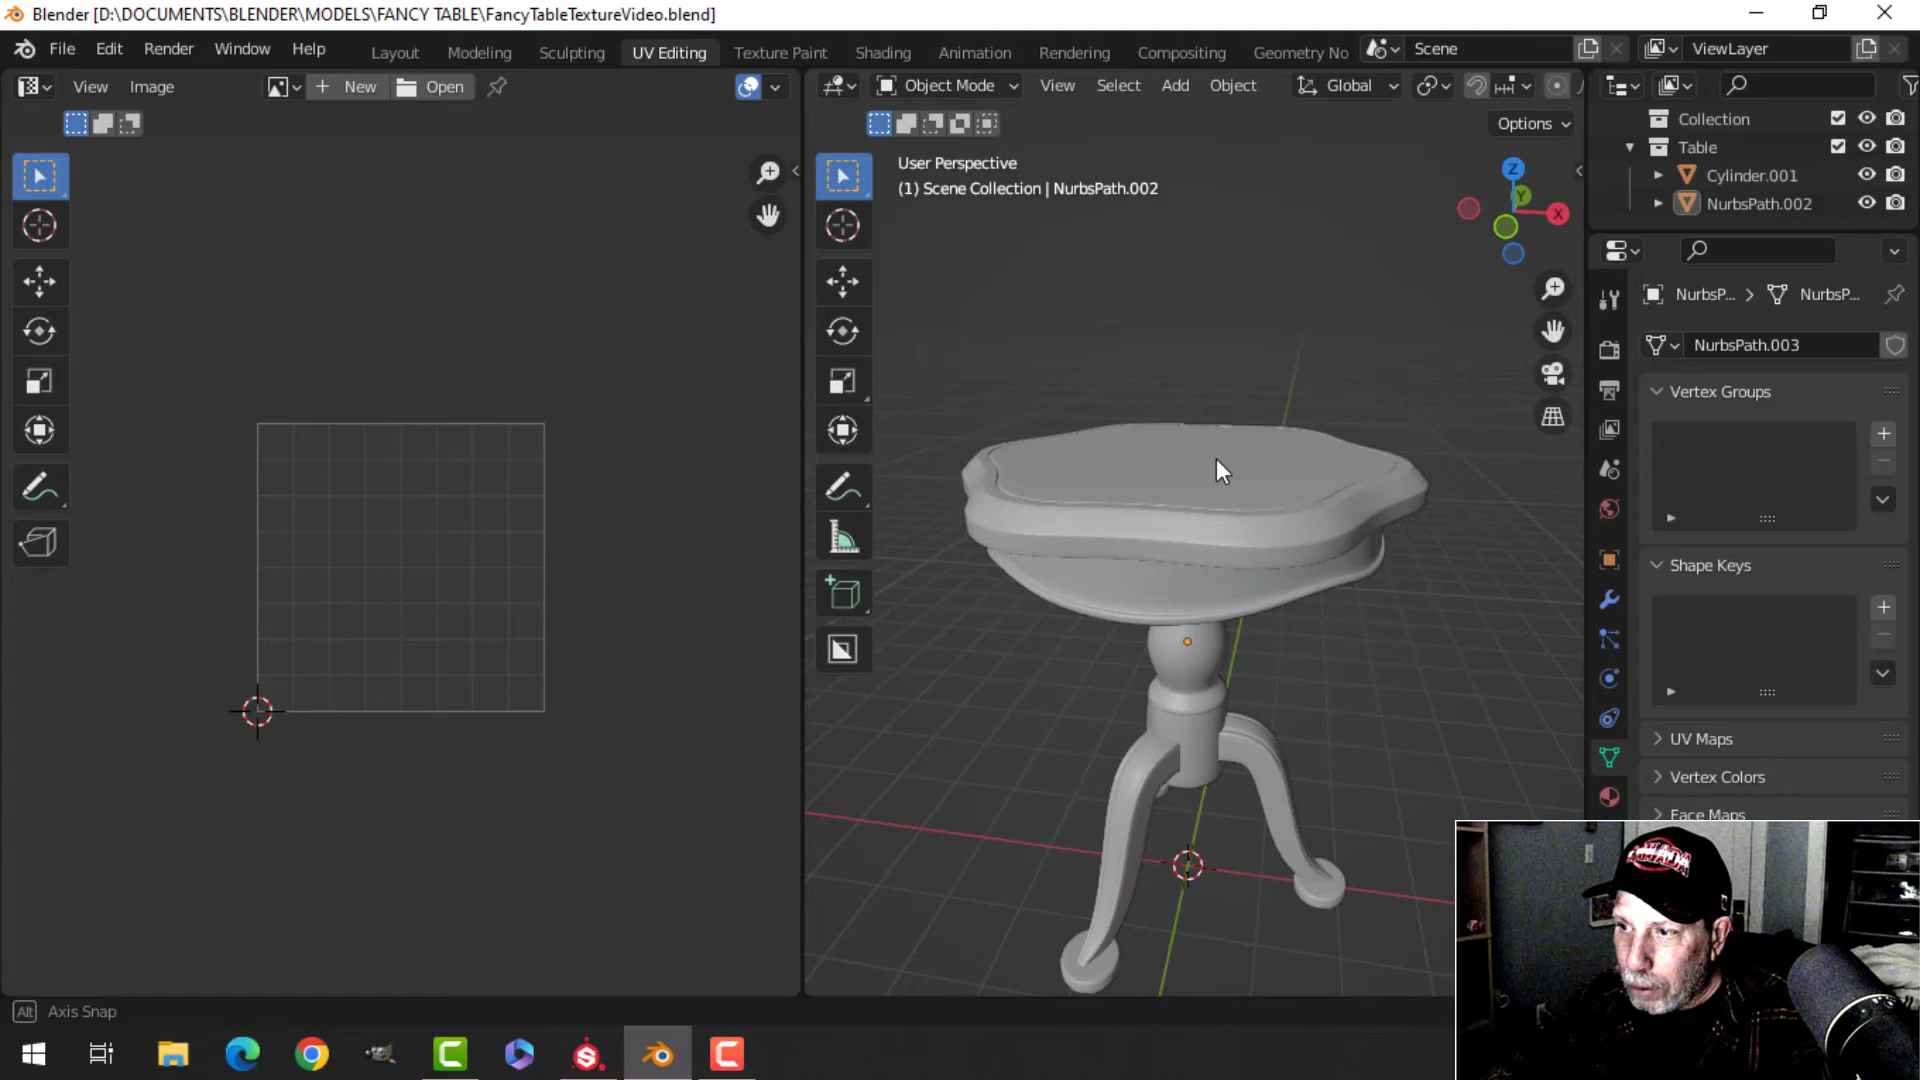 Blender [D:\DOCUMENTS\BLENDER\MODELS\FANCY TABLE\FancyTableTextureVideo.blend]
File Edit Render Window Help Layout Modeling Sculpting UV Editing Texture Paint Shading Animation Rendering Compositing Geometry No Scene ViewLayer
View Image New Open Object Mode View Select Add Object Global
Options
Collection
Table
Cylinder.001
NurbsPath.002
User Perspective
(1) Scene Collection | NurbsPath.002
Z
Y
X
NurbsP... > NurbsP...
NurbsPath.003
Vertex Groups
Shape Keys
UV Maps
Vertex Colors
Face Maps
CANADA
Alt Axis Snap